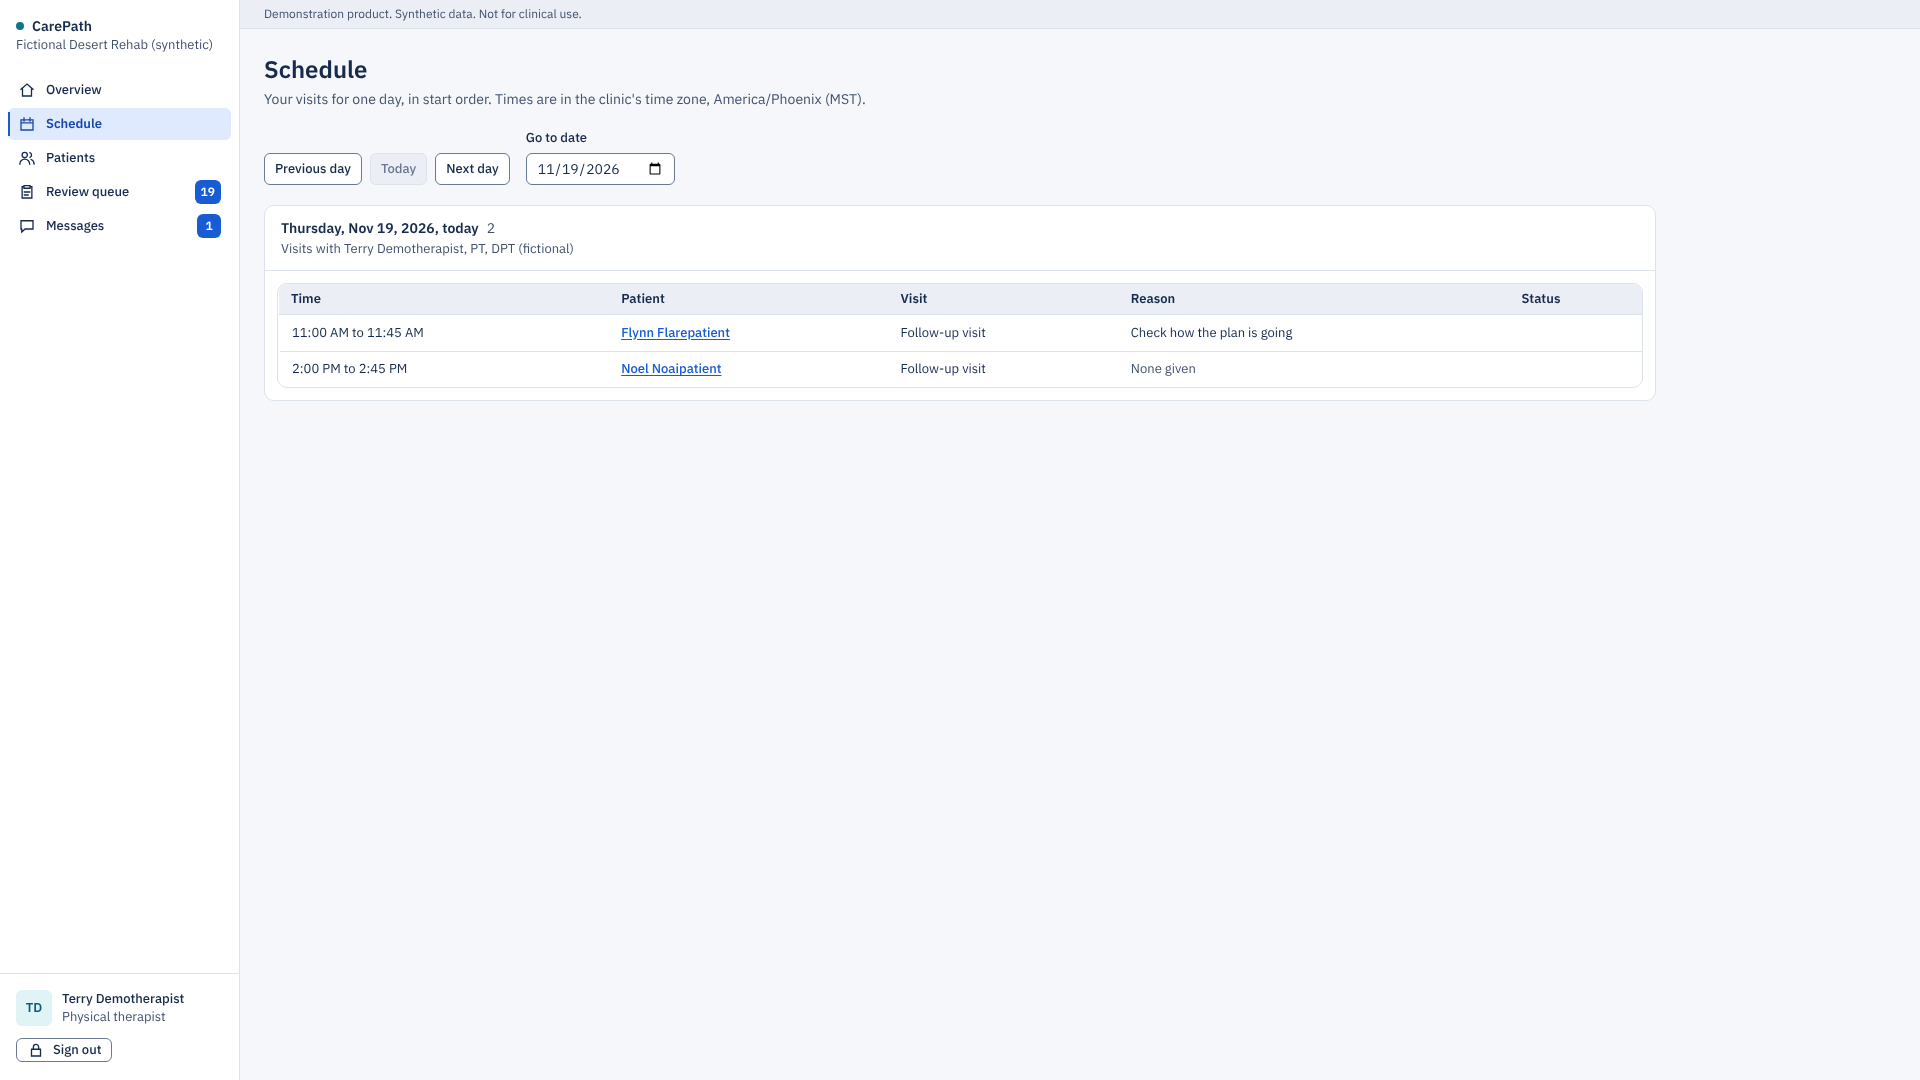 CarePath
Fictional Desert Rehab (synthetic)
Overview
Schedule
Patients
Review queue 19
Messages 1
Terry Demotherapist
TD
Physical therapist
Sign out
Demonstration product. Synthetic data. Not for clinical use.
Schedule
Your visits for one day, in start order. Times are in the clinic's time zone, America/Phoenix (MST).
Go to date
Previous day Today Next day 11/19/2026
Thursday, Nov 19, 2026, today 2
Visits with Terry Demotherapist, PT, DPT (fictional)
Time Patient Visit Reason Status
11:00 AM to 11:45 AM Flynn Flarepatient Follow-up visit Check how the plan is going
2:00 PM to 2:45 PM Noel Noaipatient Follow-up visit None given